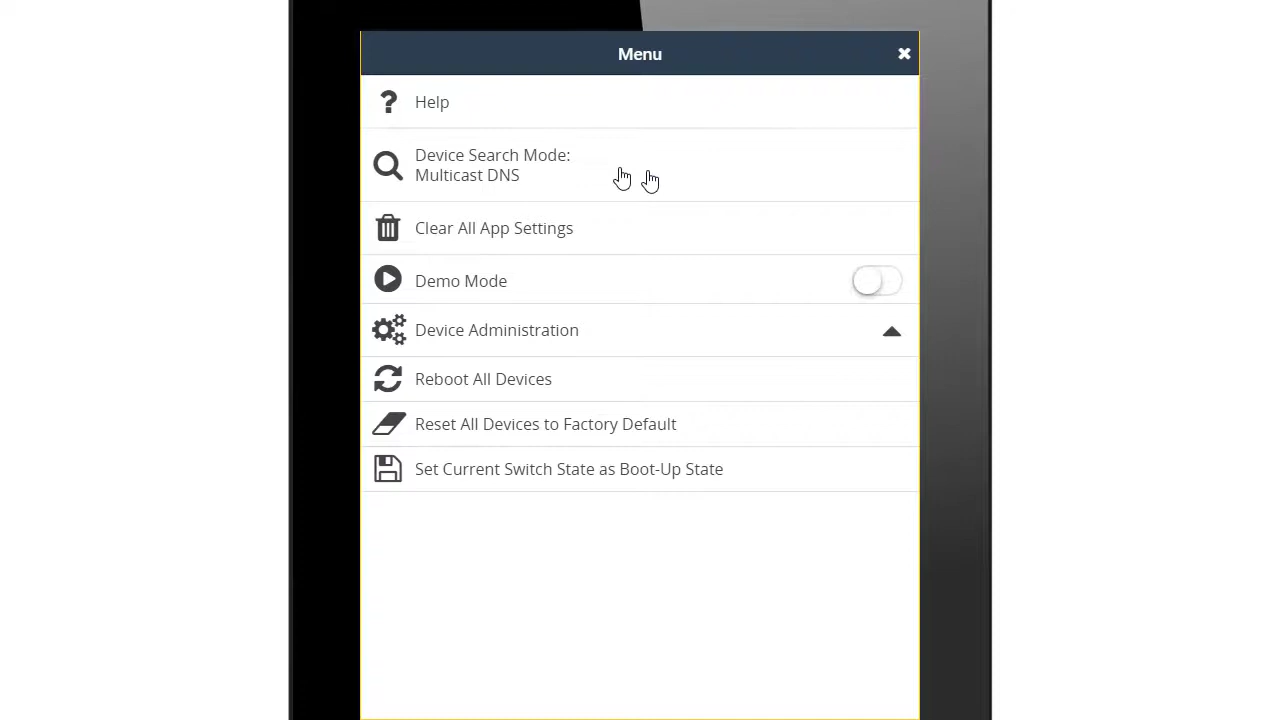 Menu
Help
Device Search Mode:
Multicast DNS
Clear All App Settings
Demo Mode
Device Administration
Reboot All Devices
Reset All Devices to Factory Default
Set Current Switch State as Boot-Up State